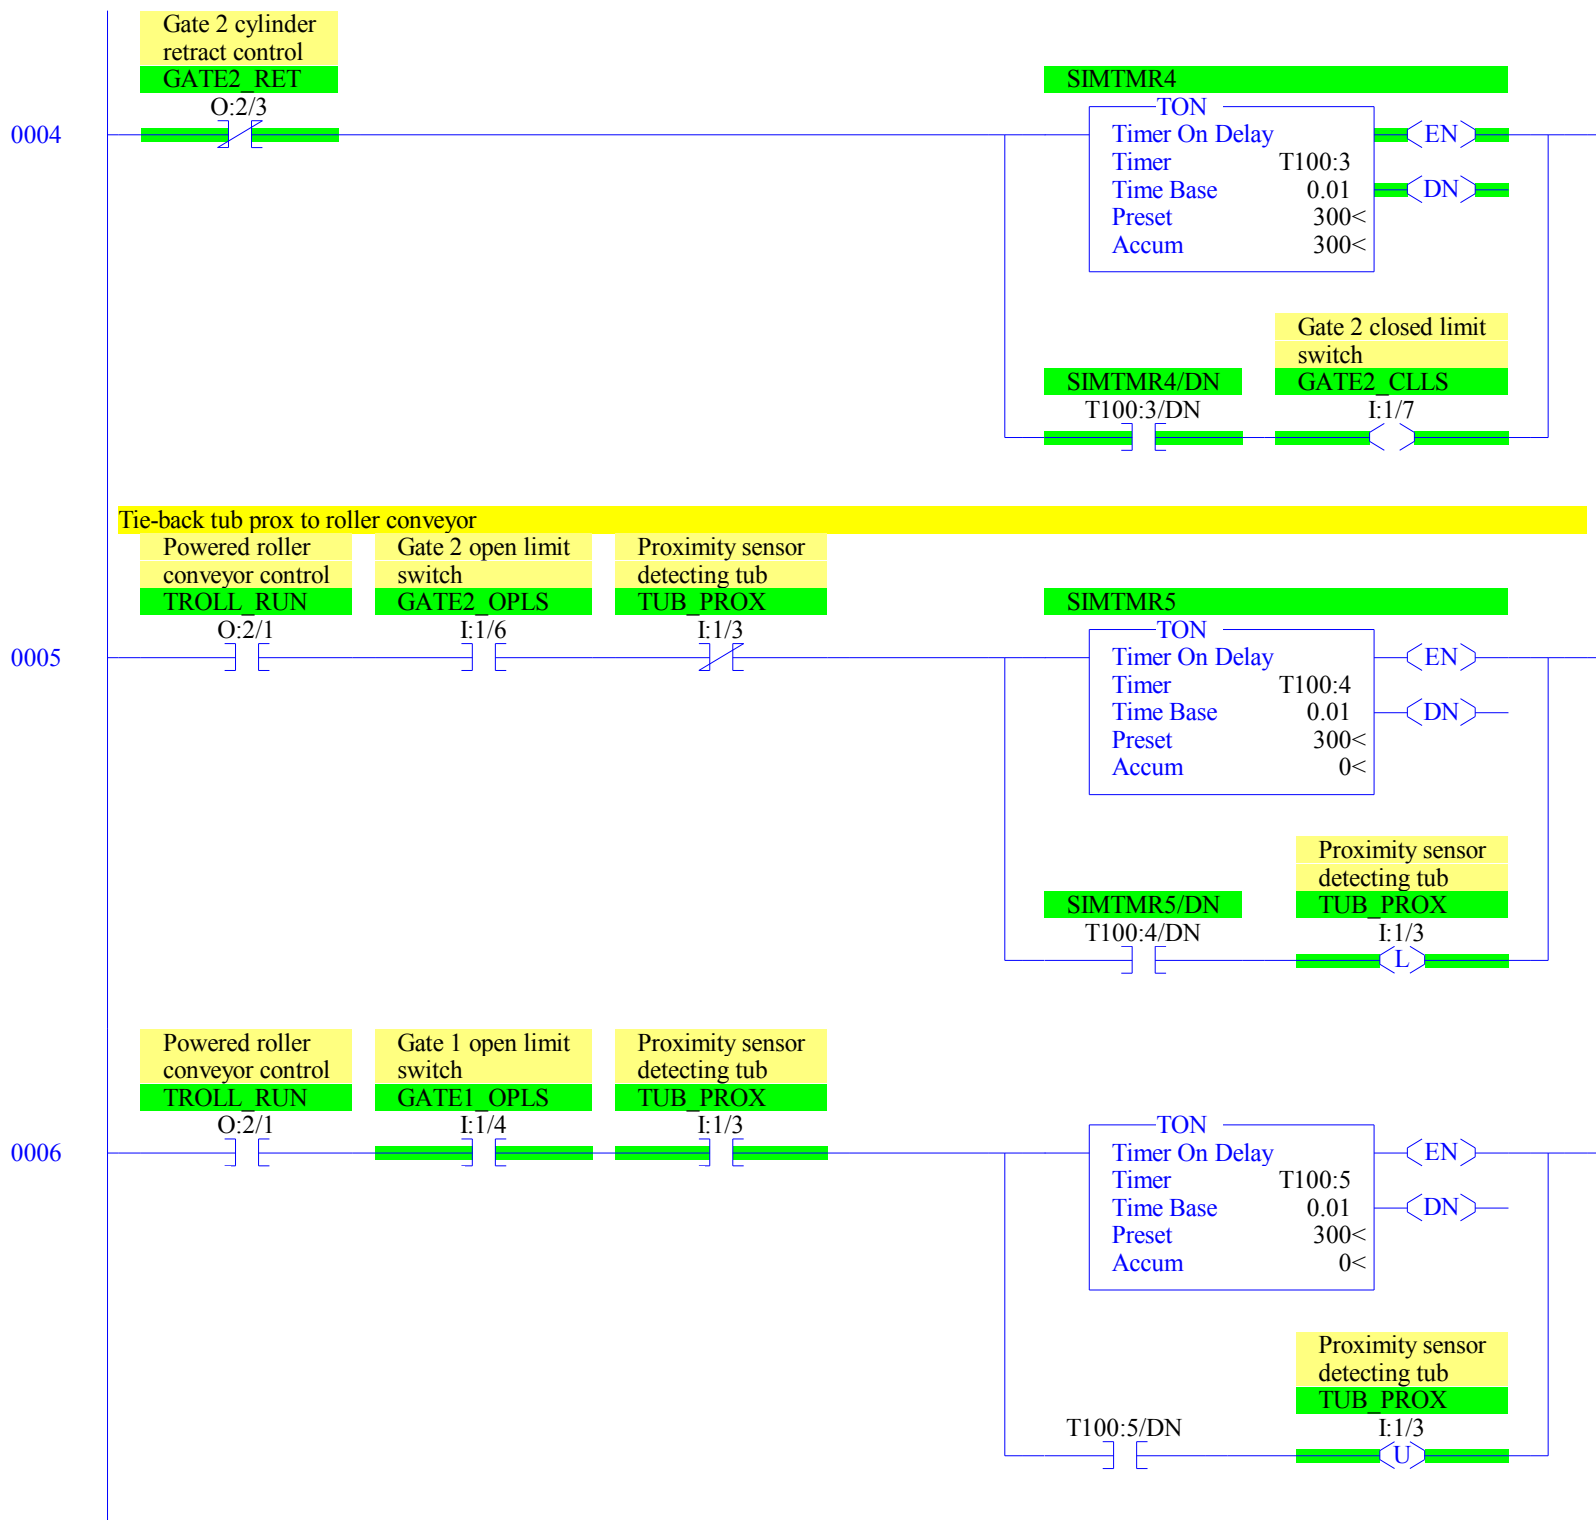 Gate 2 cylinder
retract control
GATE2_RET
O:2/3
0004
SIMTMR4
TON
Timer On Delay
Timer T100:3
Time Base 0.01
Preset 300<
Accum 300<
EN
DN
Gate 2 closed limit
switch
SIMTMR4/DN GATE2_CLLS
T100:3/DN I:1/7
Tie-back tub prox to roller conveyor
Powered roller
conveyor control
TROLL_RUN
O:2/1
Gate 2 open limit
switch
GATE2_OPLS
I:1/6
Proximity sensor
detecting tub
TUB_PROX
I:1/3
0005
SIMTMR5
TON
Timer On Delay
Timer T100:4
Time Base 0.01
Preset 300<
Accum 0<
EN
DN
Proximity sensor
detecting tub
SIMTMR5/DN TUB_PROX
T100:4/DN I:1/3
L
Powered roller
conveyor control
TROLL_RUN
O:2/1
Gate 1 open limit
switch
GATE1_OPLS
I:1/4
Proximity sensor
detecting tub
TUB_PROX
I:1/3
0006
TON
Timer On Delay
Timer T100:5
Time Base 0.01
Preset 300<
Accum 0<
EN
DN
Proximity sensor
detecting tub
TUB_PROX
T100:5/DN I:1/3
U